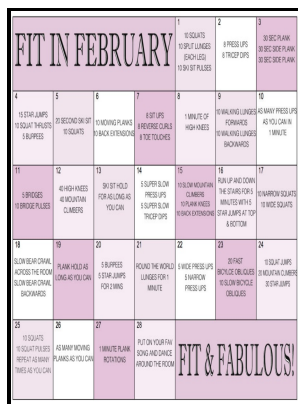 FIT IN FEBRUARY
1
10 SQUATS
10 SPLIT LUNGES
(EACH LEG)
10 SKI SIT PULSES
2
8 PRESS UPS
8 TRICEP DIPS
3
30 SEC PLANK
30 SEC SIDE PLANK
30 SEC SIDE PLANK
4
15 STAR JUMPS
10 SQUAT THRUSTS
5 BURPEES
5
20 SECOND SKI SIT
10 SQUATS
6
10 MOVING PLANKS
10 BACK EXTENSIONS
7
8 SIT UPS
8 REVERSE CURLS
8 TOE TOUCHES
8
1 MINUTE OF
HIGH KNEES
9
10 WALKING LUNGES
FORWARDS
10 WALKING LUNGES
BACKWARDS
10
AS MANY PRESS UPS
AS YOU CAN IN
1 MINUTE
11
5 BRIDGES
10 BRIDGE PULSES
12
40 HIGH KNEES
40 MOUNTAIN
CLIMBERS
13
SKI SIT HOLD
FOR AS LONG AS
YOU CAN
14
5 SUPER SLOW
PRESS UPS
5 SUPER SLOW
TRICEP DIPS
15
10 SLOW MOUNTAIN
CLIMBERS
10 PLANK KNEES
10 BACK EXTENSIONS
16
RUN UP AND DOWN
THE STAIRS FOR 5
MINUTES WITH 5
STAR JUMPS AT TOP
& BOTTOM
17
10 NARROW SQUATS
10 WIDE SQUATS
18
SLOW BEAR CRAWL
ACROSS THE ROOM
SLOW BEAR CRAWL
BACKWARDS
19
PLANK HOLD AS
LONG AS YOU CAN
20
5 BURPEES
5 STAR JUMPS
FOR 2 MINS
21
ROUND THE WORLD
LUNGES FOR 1
MINUTE
22
5 WIDE PRESS UPS
5 NARROW
PRESS UPS
23
20 FAST
BICYLCE OBLIQUES
10 SLOW BICYCLE
OBLIQUES
24
10 SQUAT JUMPS
20 MOUNTAIN CLIMBERS
30 STAR JUMPS
25
10 SQUATS
10 SQUAT PULSES
REPEAT AS MANY
TIMES AS YOU CAN
26
AS MANY MOVING
PLANKS AS YOU CAN
27
1 MINUTE PLANK
ROTATIONS
28
PUT ON YOUR FAV
SONG AND DANCE
AROUND THE ROOM
FIT & FABULOUS!